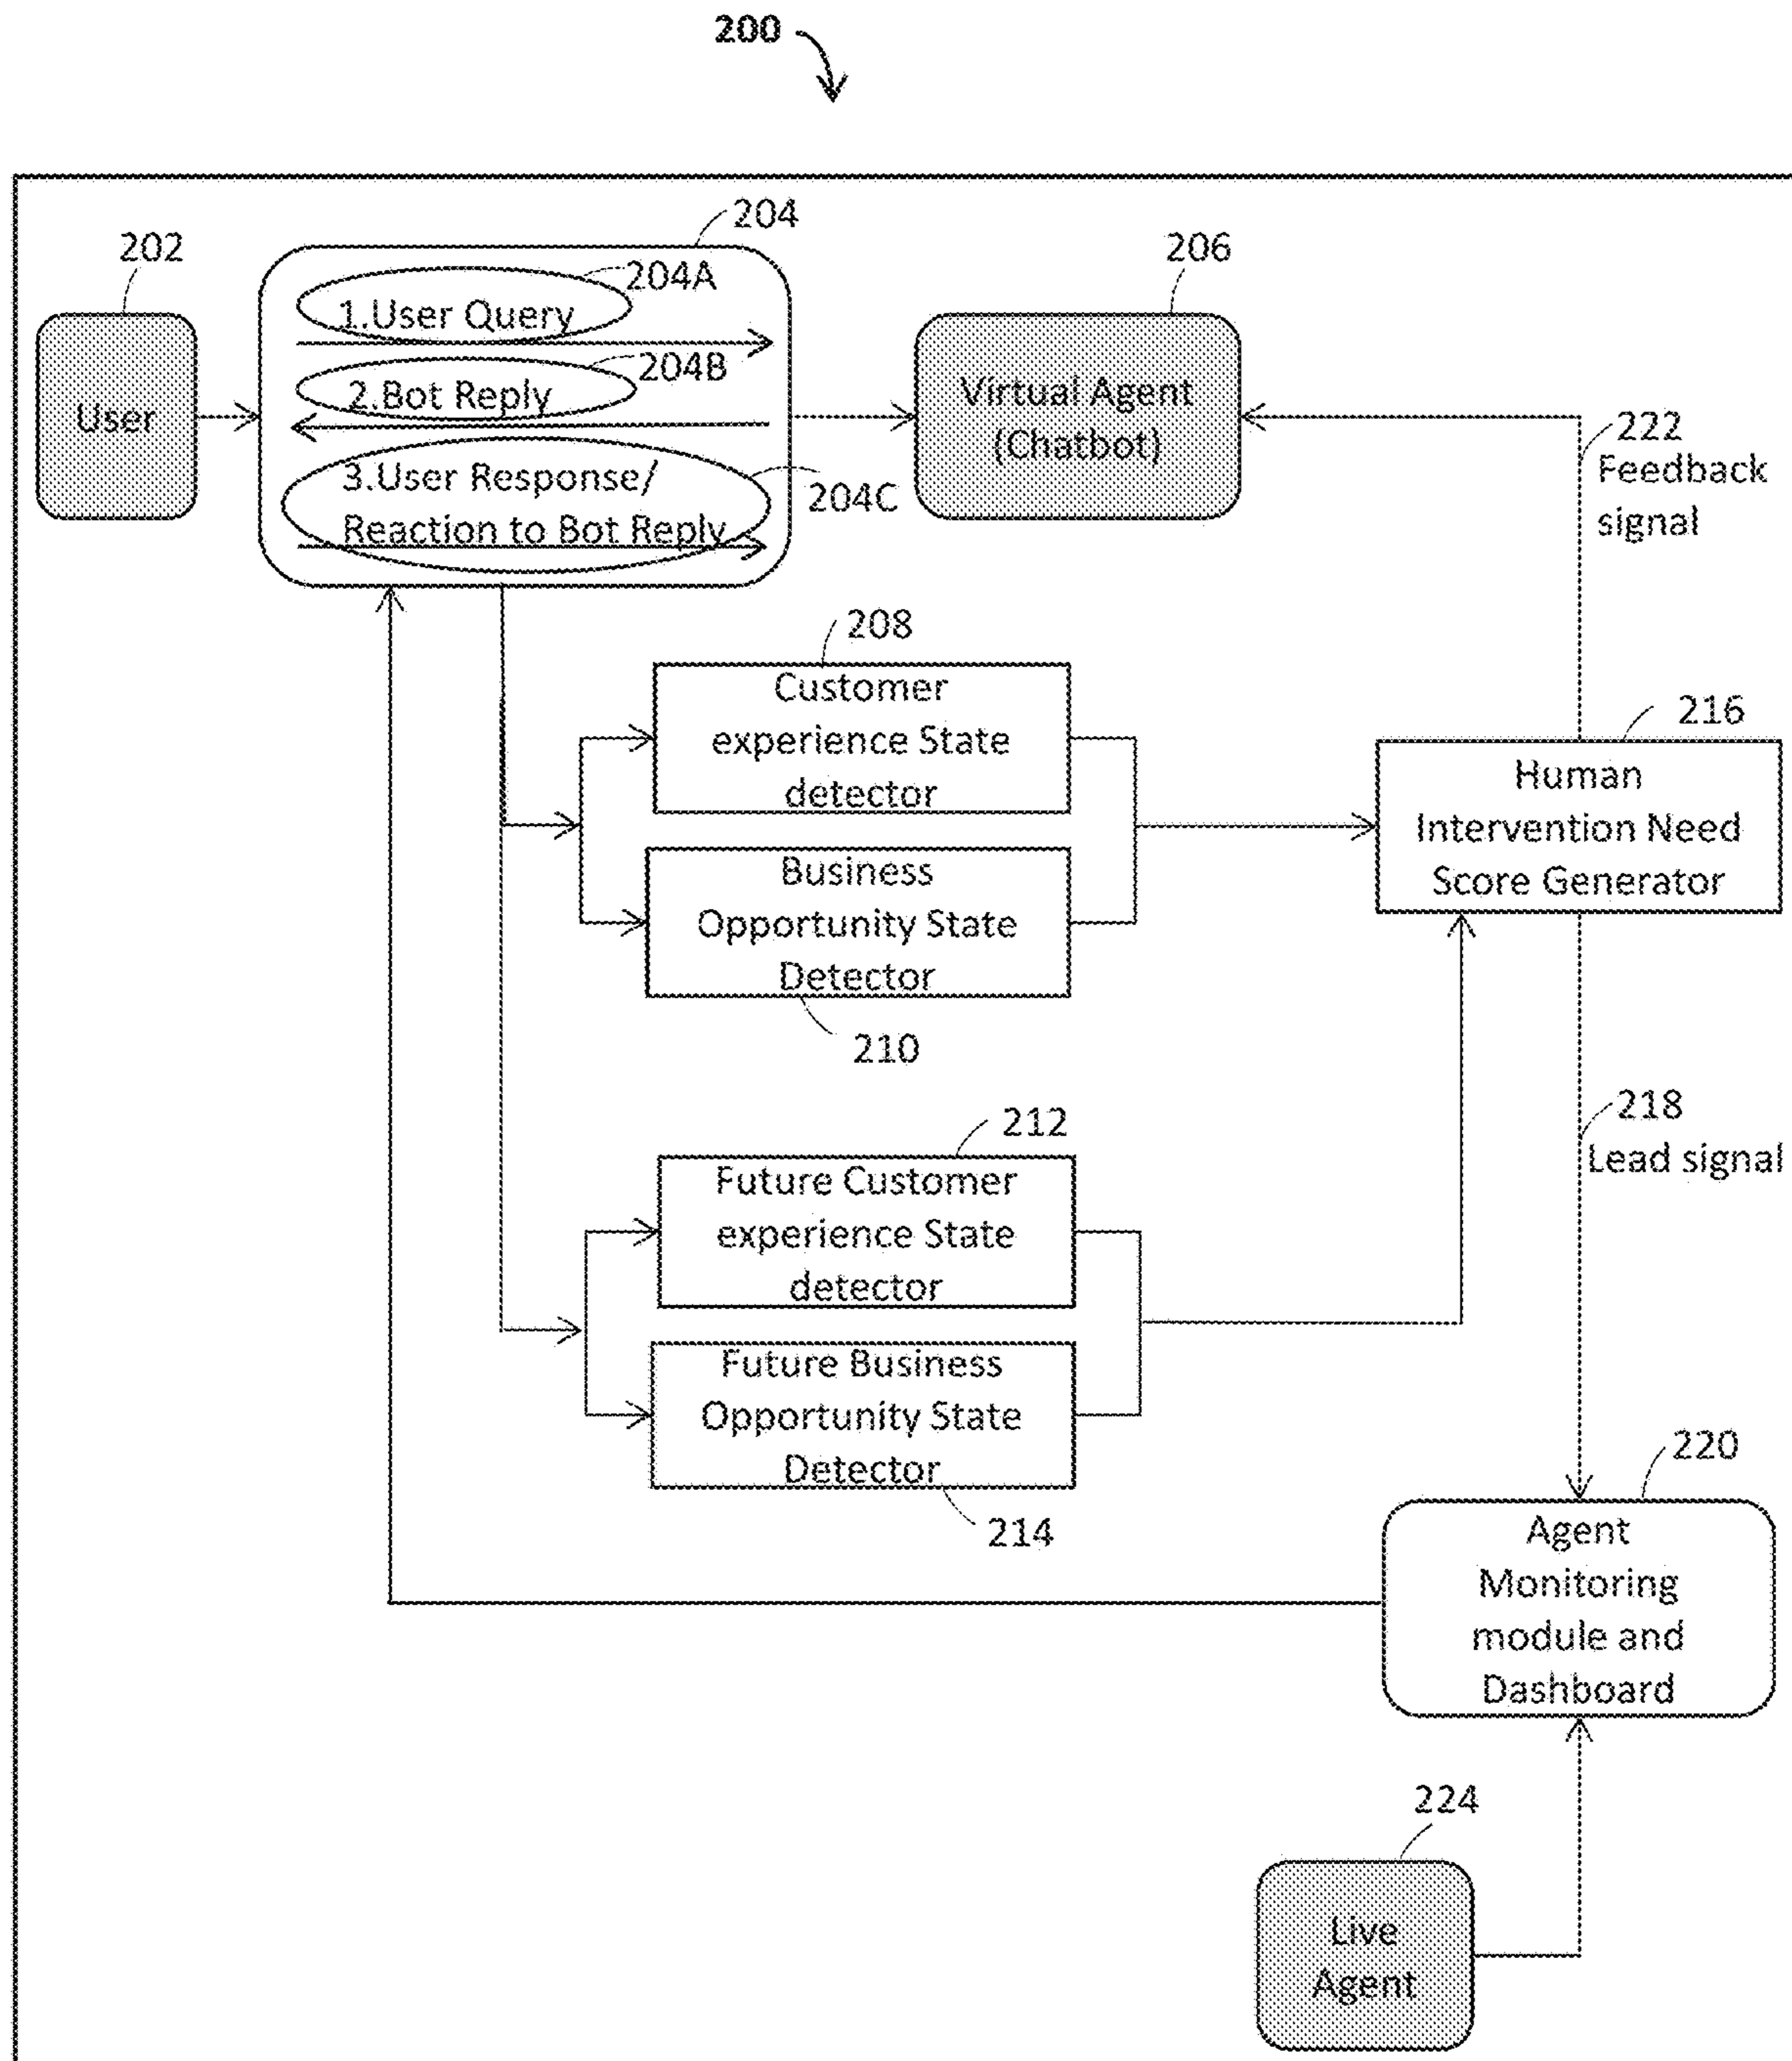 200
204
202
204A
206
1.User Query
204B
2.Bot Reply
User
Virtual Agent
(Chatbot)
222
Feedback
signal
3.User Response/
Reaction to Bot Reply
204C
208
Customer
experience State
detector
216
Human
Intervention Need
Score Generator
Business
Opportunity State
Detector
210
218
Lead signal
212
Future Customer
experience State
detector
Future Business
Opportunity State
Detector
214
220
Agent
Monitoring
module and
Dashboard
224
Live
Agent